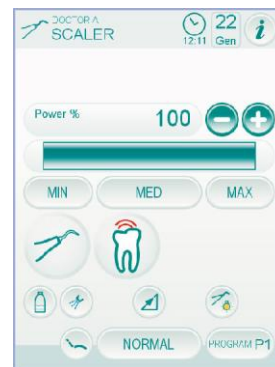 DOCTOR A
SCALER
12:11
22
Gen
i
Power %
100
MIN
MED
MAX
NORMAL
PROGRAM P1